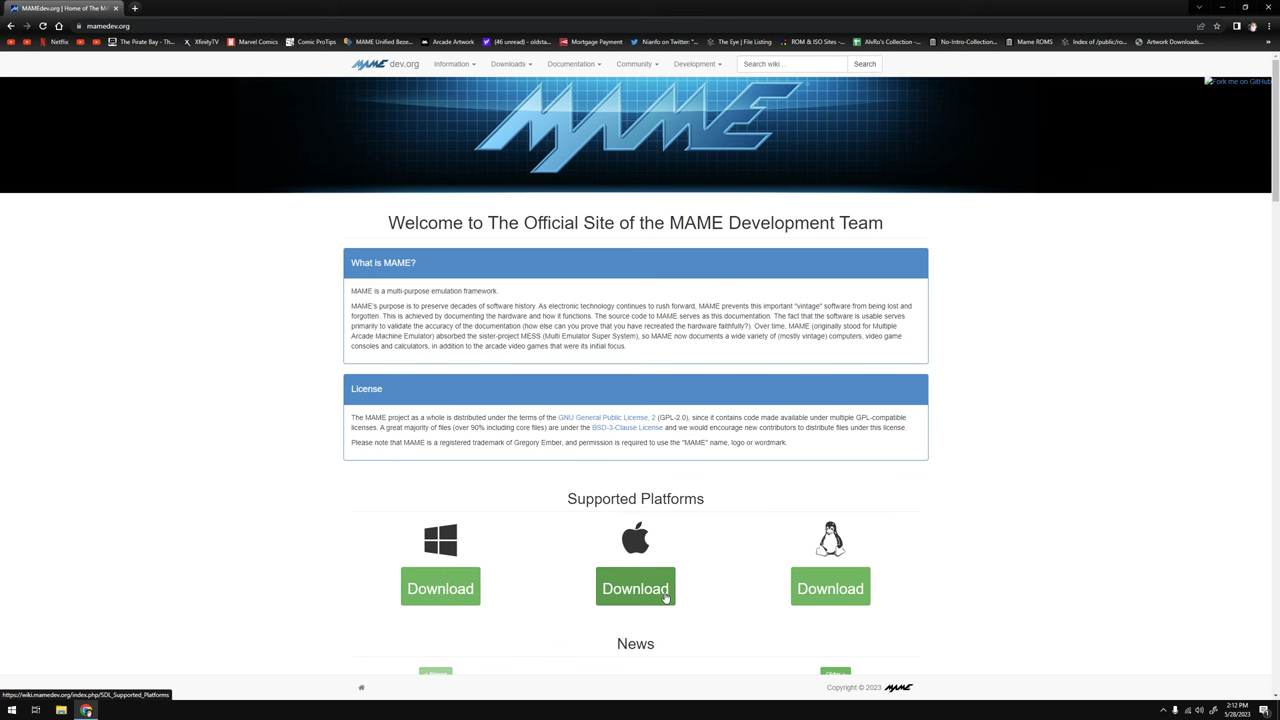 MAMEdev.org | Home of The M
mamedev.org
Netflix
The Pirate Bay - Th...
XfinityTV
Marvel Comics
Comic ProTips
MAME Unified Beze...
Arcade Artwork
(46 unread) - oldsta...
Mortgage Payment
Nianfo on Twitter: "...
The Eye | File Listing
ROM & ISO Sites -...
AlvRo's Collection -...
No-Intro-Collection...
Mame ROMS
Index of /public/ro...
Artwork Downloads...
»
MAME dev.org
Information
Downloads
Documentation
Community
Development
Search wiki...
Search
Fork me on GitHub
MAME
Welcome to The Official Site of the MAME Development Team
What is MAME?
MAME is a multi-purpose emulation framework.
MAME's purpose is to preserve decades of software history. As electronic technology continues to rush forward, MAME prevents this important "vintage" software from being lost and
forgotten. This is achieved by documenting the hardware and how it functions. The source code to MAME serves as this documentation. The fact that the software is usable serves
primarily to validate the accuracy of the documentation (how else can you prove that you have recreated the hardware faithfully?). Over time, MAME (originally stood for Multiple
Arcade Machine Emulator) absorbed the sister-project MESS (Multi Emulator Super System), so MAME now documents a wide variety of (mostly vintage) computers, video game
consoles and calculators, in addition to the arcade video games that were its initial focus.
License
The MAME project as a whole is distributed under the terms of the GNU General Public License, 2 (GPL-2.0), since it contains code made available under multiple GPL-compatible
licenses. A great majority of files (over 90% including core files) are under the BSD-3-Clause License and we would encourage new contributors to distribute files under this license.
Please note that MAME is a registered trademark of Gregory Ember, and permission is required to use the "MAME" name, logo or wordmark.
Supported Platforms
Download
Download
Download
News
Copyright © 2023 MAME
https://wiki.mamedev.org/index.php/SDL_Supported_Platforms
2:12 PM
5/28/2023